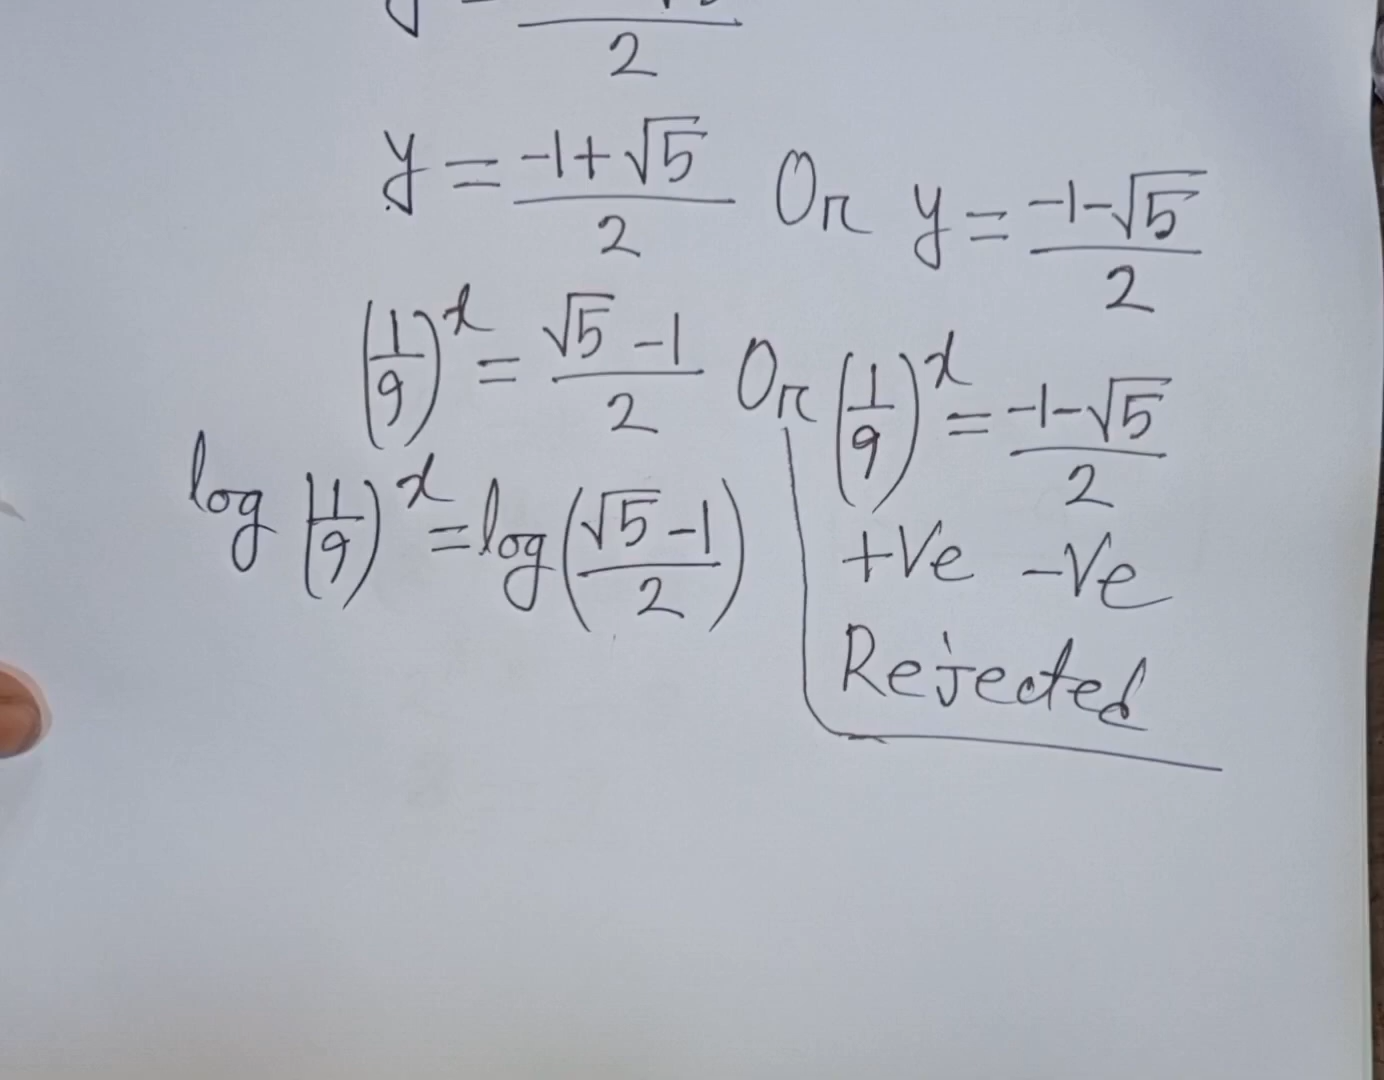 2
y = -1+√5 / 2 Or y = -1-√5 / 2
(1/9)^x = √5 -1 / 2 Or (1/9)^x = -1-√5 / 2
log (1/9)^x = log (√5 -1 / 2)
+Ve -Ve
Rejected